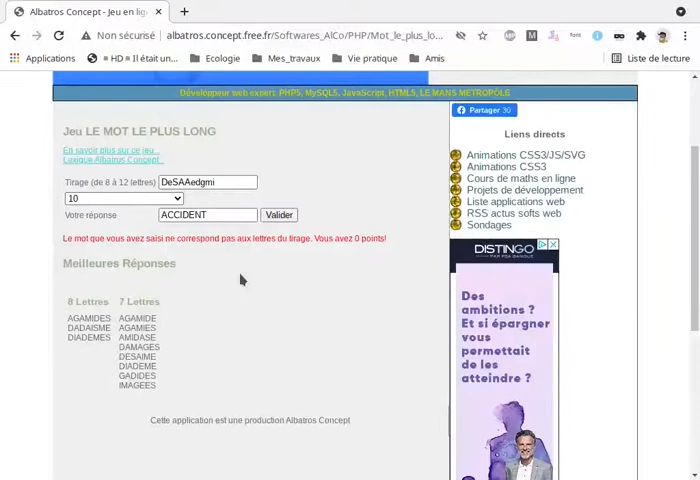 Albatros Concept - Jeu en lig
Non sécurisé
albatros.concept.free.fr/Softwares_AlCo/PHP/Mot_le_plus_lo...
Applications
= HD = Il était un...
Ecologie
Mes_travaux
Vie pratique
Amis
Liste de lecture
Développeur web expert, PHP5, MySQL5, JavaScript, HTML5, LE MANS METROPOLE
Partager 30
Jeu LE MOT LE PLUS LONG
En savoir plus sur ce jeu...
Lexique Albatros Concept...
Tirage (de 8 à 12 lettres) DeSAAedgmi
10
Votre réponse ACCIDENT Valider
Le mot que vous avez saisi ne correspond pas aux lettres du tirage. Vous avez 0 points!
Meilleures Réponses
8 Lettres
AGAMIDES
DADAISME
DIADEMES
7 Lettres
AGAMIDE
AGAMIES
AMIDASE
DAMAGES
DESAIME
DIADEME
GADIDES
IMAGEES
Cette application est une production Albatros Concept
Liens directs
Animations CSS3/JS/SVG
Animations CSS3
Cours de maths en ligne
Projets de développement
Liste applications web
RSS actus softs web
Sondages
DISTINGO
PAR PSA BANQUE
Des
ambitions ?
Et si épargner
vous
permettait
de les
atteindre ?